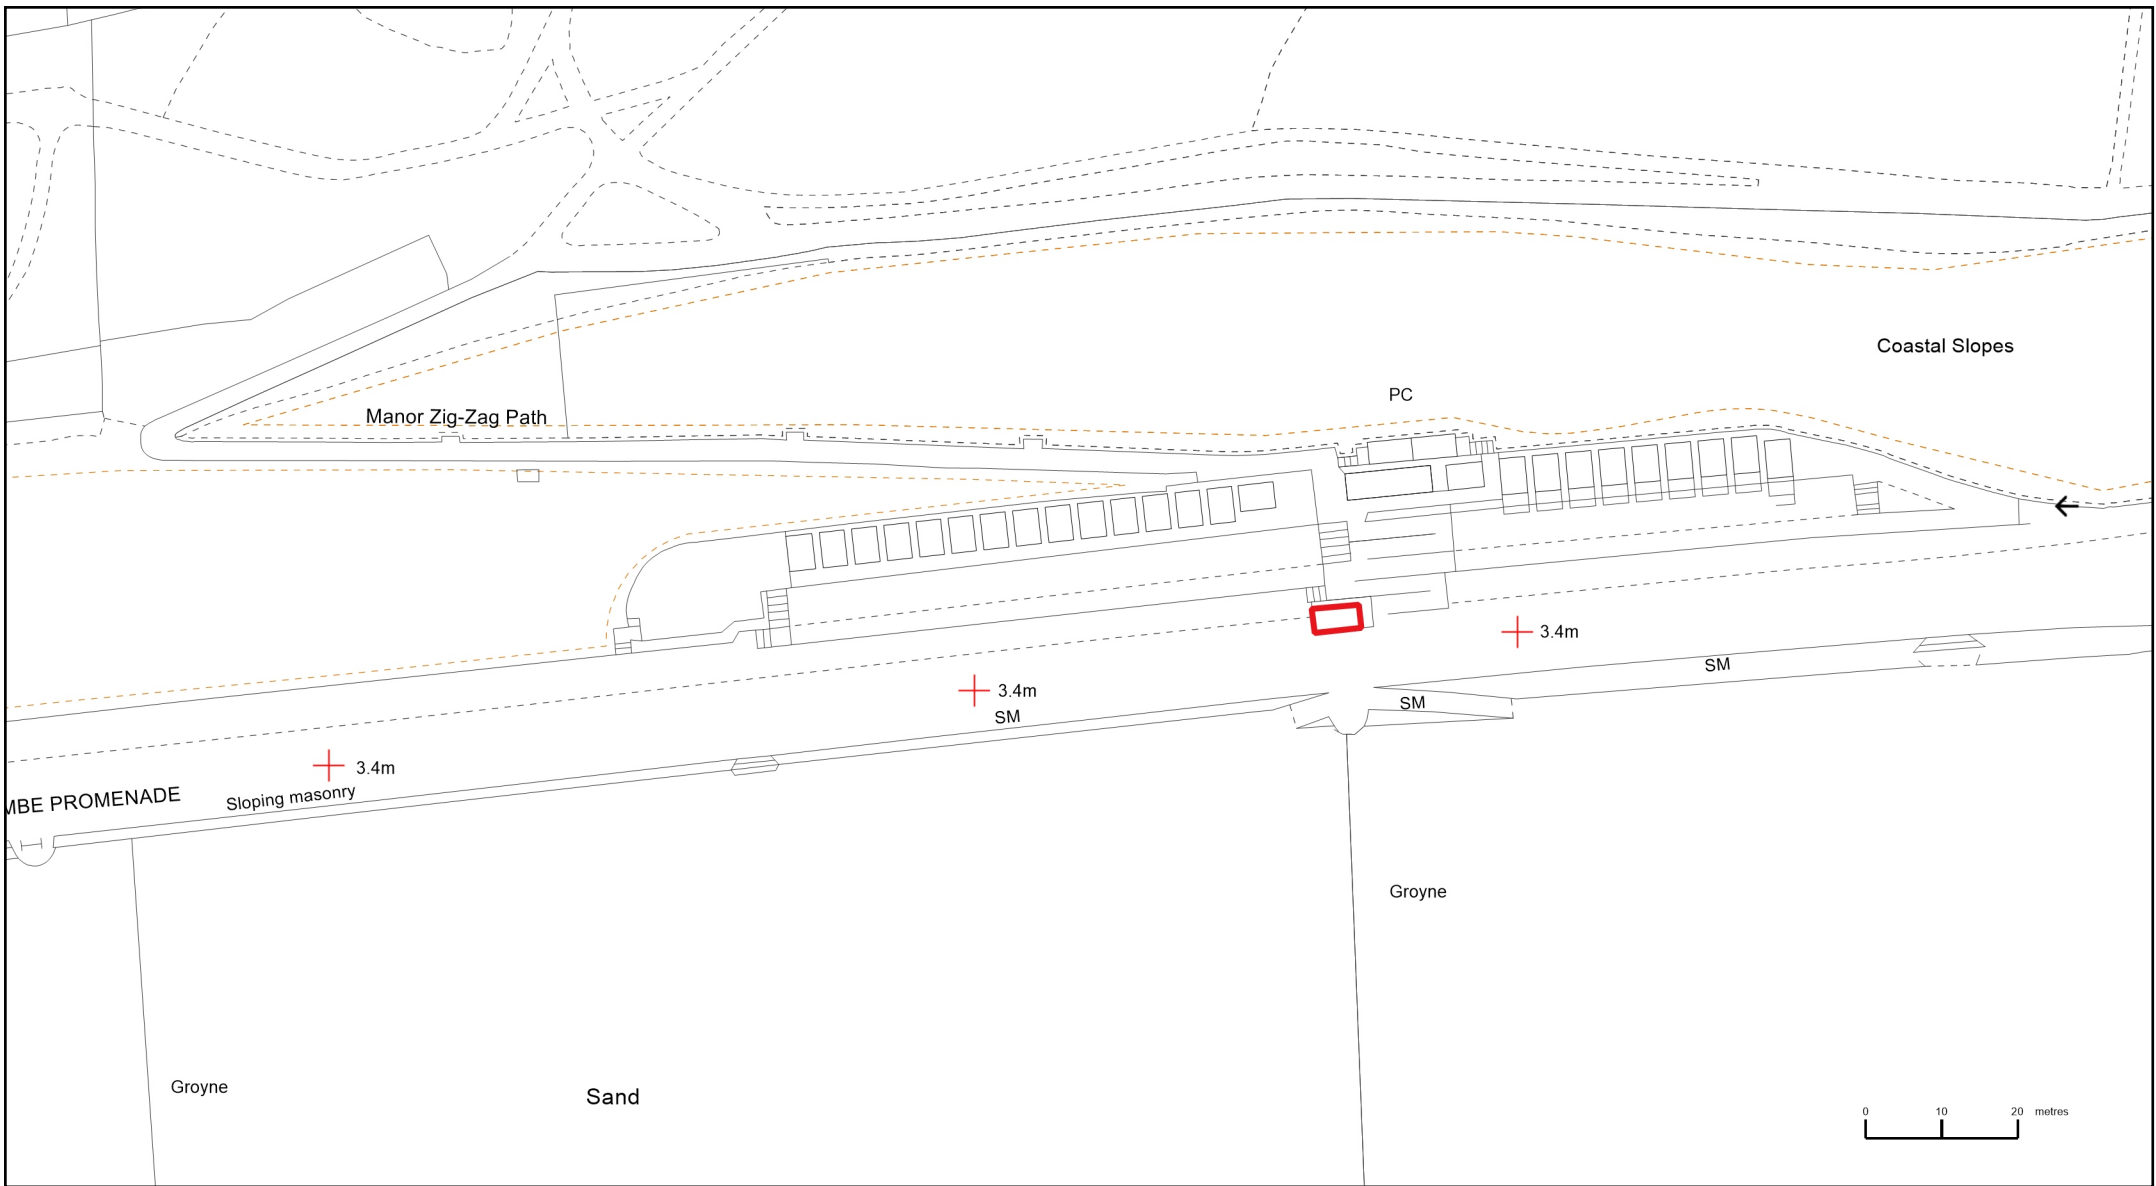 Coastal Slopes
PC
Manor Zig-Zag Path
3.4m
SM
3.4m
SM
SM
3.4m
MBE PROMENADE
Sloping masonry
Groyne
Groyne
Sand
0 10 20 metres